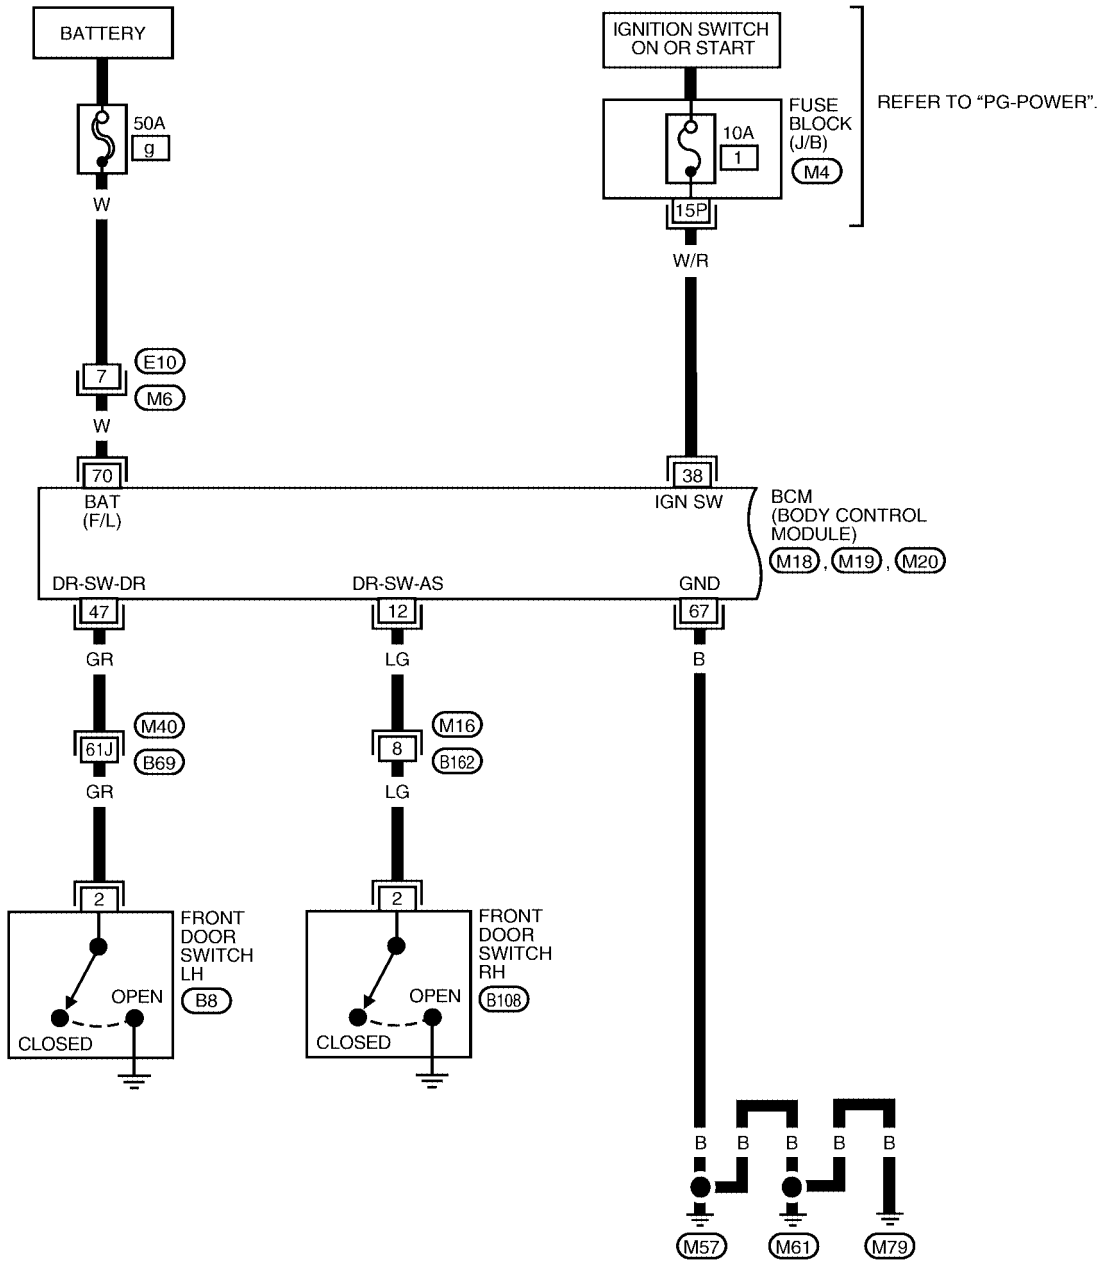 BATTERY
IGNITION SWITCH
ON OR START
REFER TO “PG-POWER”.
50A
g
10A
1
FUSE
BLOCK
(J/B)
M4
15P
W
W/R
7
E10
M6
W
70
38
BAT
(F/L)
IGN SW
BCM
(BODY CONTROL
MODULE)
M18 , M19 , M20
DR-SW-DR
DR-SW-AS
GND
47
12
67
GR
LG
B
61J
M40
B69
8
M16
B162
GR
LG
2
2
FRONT
DOOR
SWITCH
LH
B8
OPEN
CLOSED
FRONT
DOOR
SWITCH
RH
B108
OPEN
CLOSED
B B B B B
M57 M61 M79